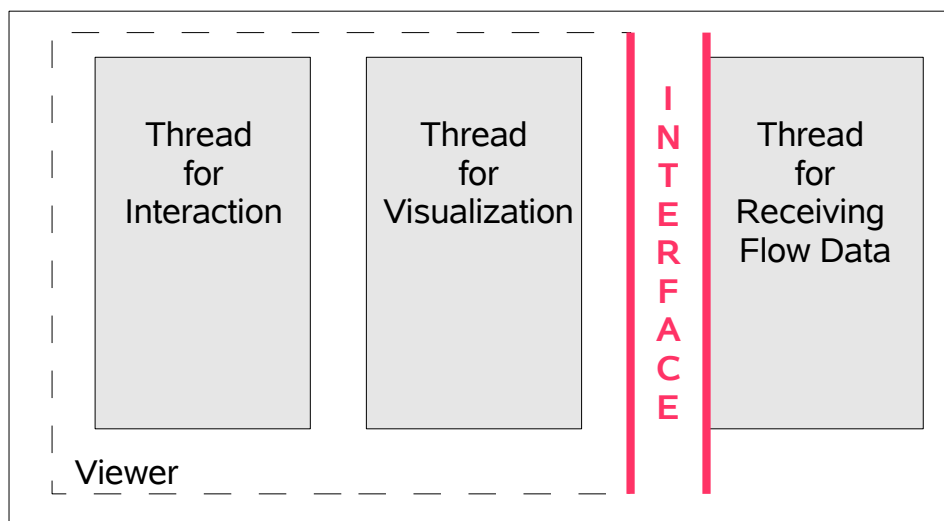 Thread
for
Interaction
Thread
for
Visualization
I
N
T
E
R
F
A
C
E
Thread
for
Receiving
Flow Data
Viewer